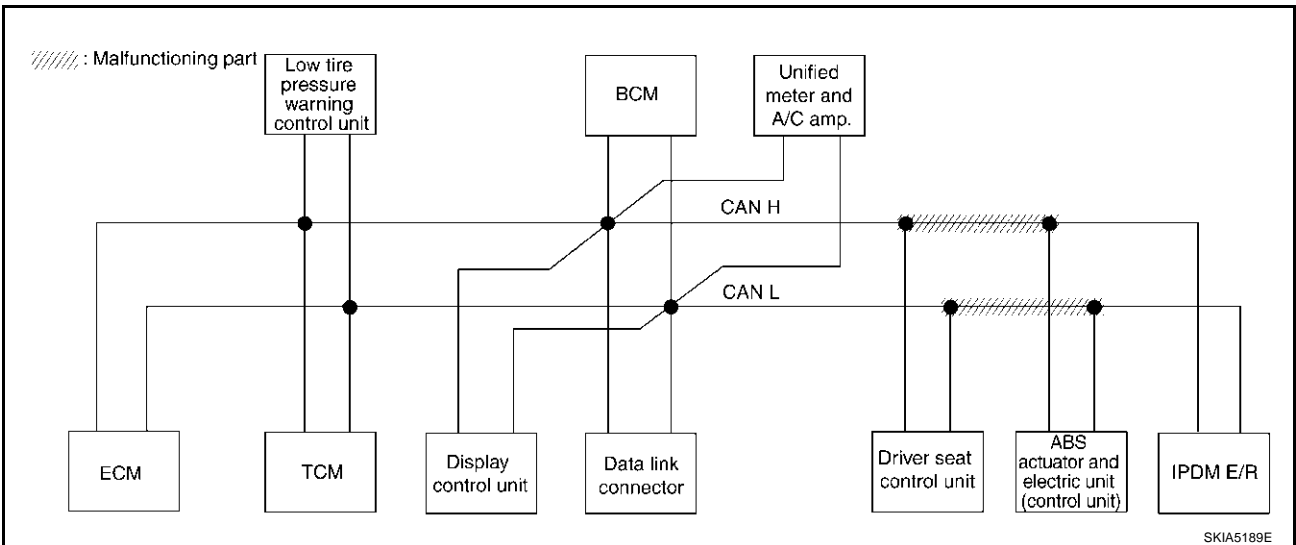 : Malfunctioning part
Low tire
pressure
warning
control unit
BCM
Unified
meter and
A/C amp.
CAN H
CAN L
ECM
TCM
Display
control unit
Data link
connector
Driver seat
control unit
ABS
actuator and
electric unit
(control unit)
IPDM E/R
SKIA5189E